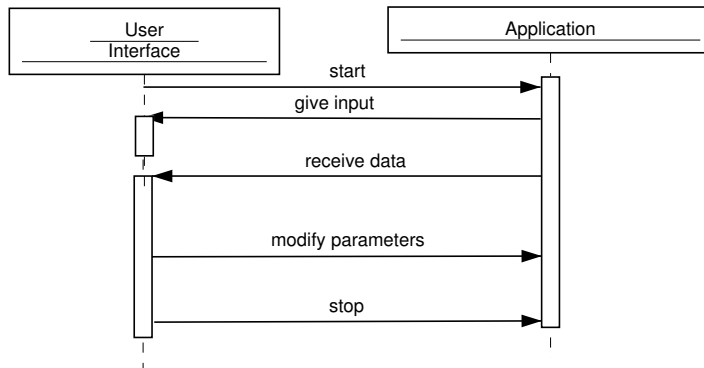 User
Interface
Application
start
give input
receive data
modify parameters
stop